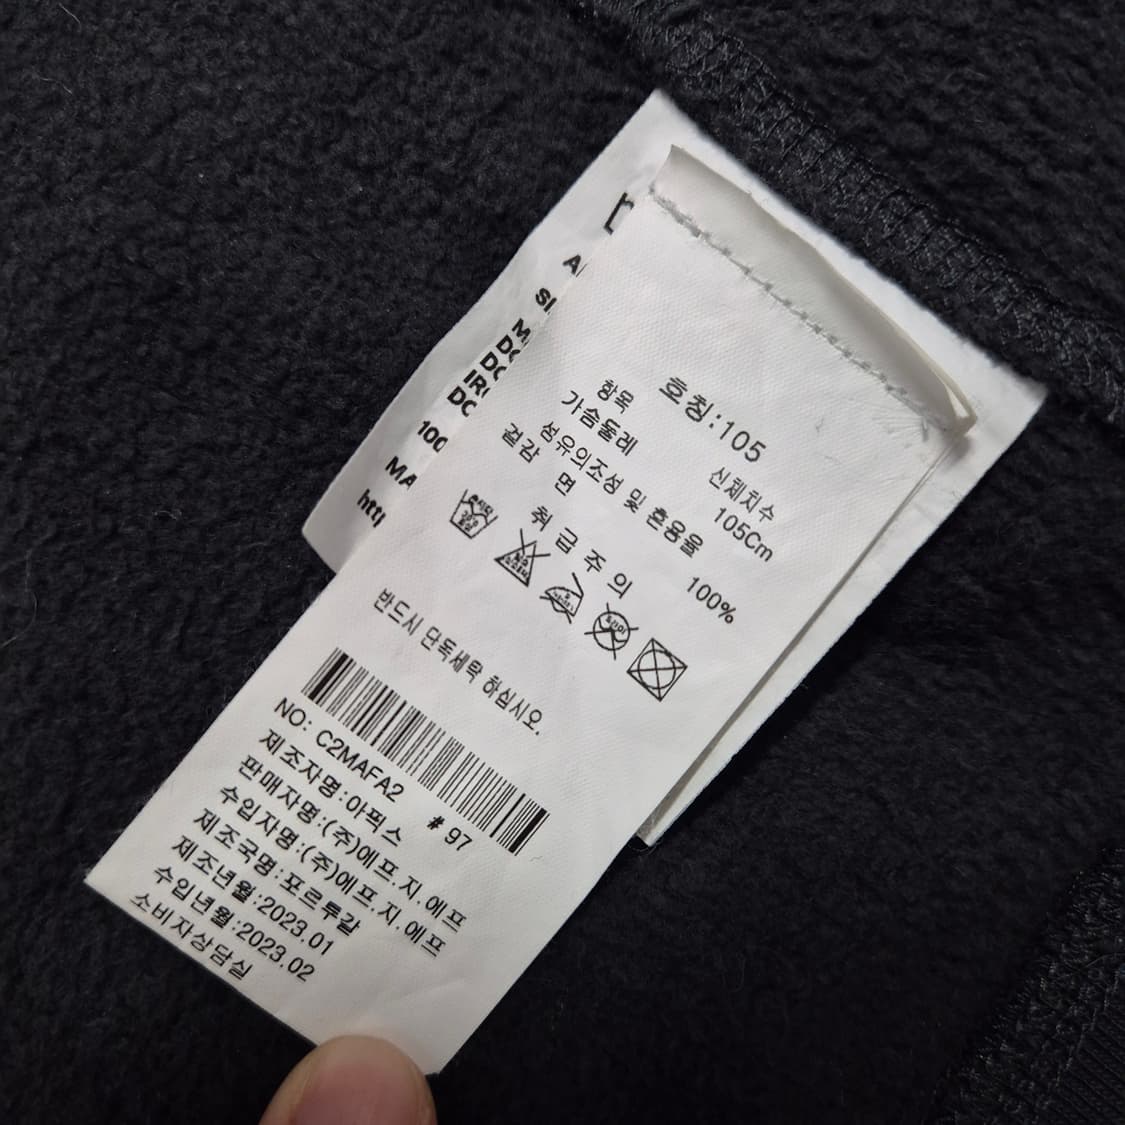 호칭:105
항목 신체치수
가슴둘레 105Cm
섬유의조성 및 혼용율
겉감 면 100%
취급주의
반드시 단독세탁 하십시오.
NO: C2MAFA2 # 97
제조자명:아픽스
판매자명:(주)에프.지.에프
수입자명:(주)에프.지.에프
제조국명:포르투갈
제조년월:2023.01
수입년월:2023.02
소비자상담실
100
MA
http